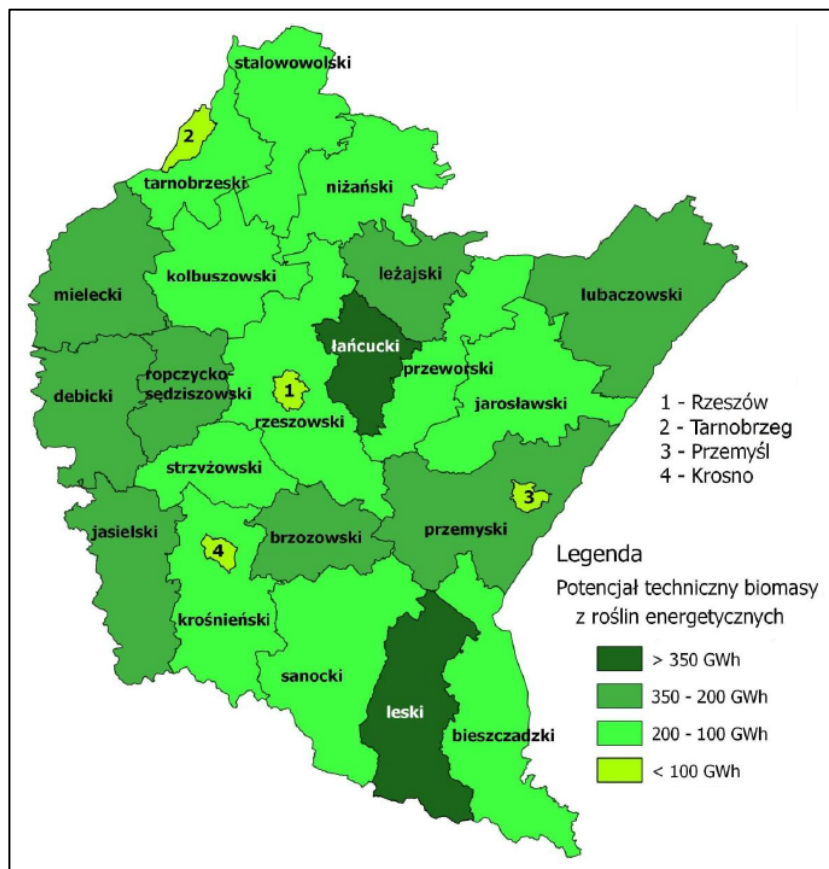 stalowowolski
2
tarnobrzeski
niżański
kolbuszowski
leżajski
mielecki
lubaczowski
łańcucki
ropczycko-
sędziszowski
debicki
przeworski
1
jarosławski
rzeszowski
strzyżowski
1 - Rzeszów
2 - Tarnobrzeg
3 - Przemyśl
4 - Krosno
3
jasielski
brzozowski
przemyski
4
krośnieński
sanocki
leski
bieszczadzki
Legenda
Potencjał techniczny biomasy
z roślin energetycznych
> 350 GWh
350 - 200 GWh
200 - 100 GWh
< 100 GWh